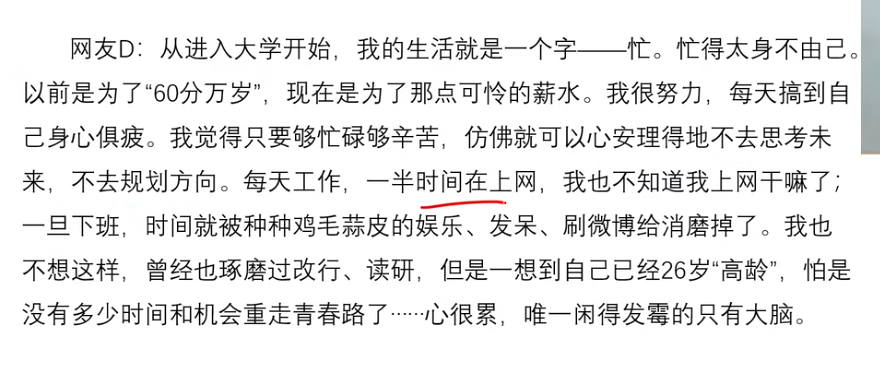 网友D：从进入大学开始，我的生活就是一个字——忙。忙得太身不由己。
以前是为了“60分万岁”，现在是为了那点可怜的薪水。我很努力，每天搞到自
己身心俱疲。我觉得只要够忙碌够辛苦，仿佛就可以心安理得地不去思考未
来，不去规划方向。每天工作，一半时间在上网，我也不知道我上网干嘛了；
一旦下班，时间就被种种鸡毛蒜皮的娱乐、发呆、刷微博给消磨掉了。我也
不想这样，曾经也琢磨过改行、读研，但是一想到自己已经26岁“高龄”，怕是
没有多少时间和机会重走青春路了……心很累，唯一闲得发霉的只有大脑。